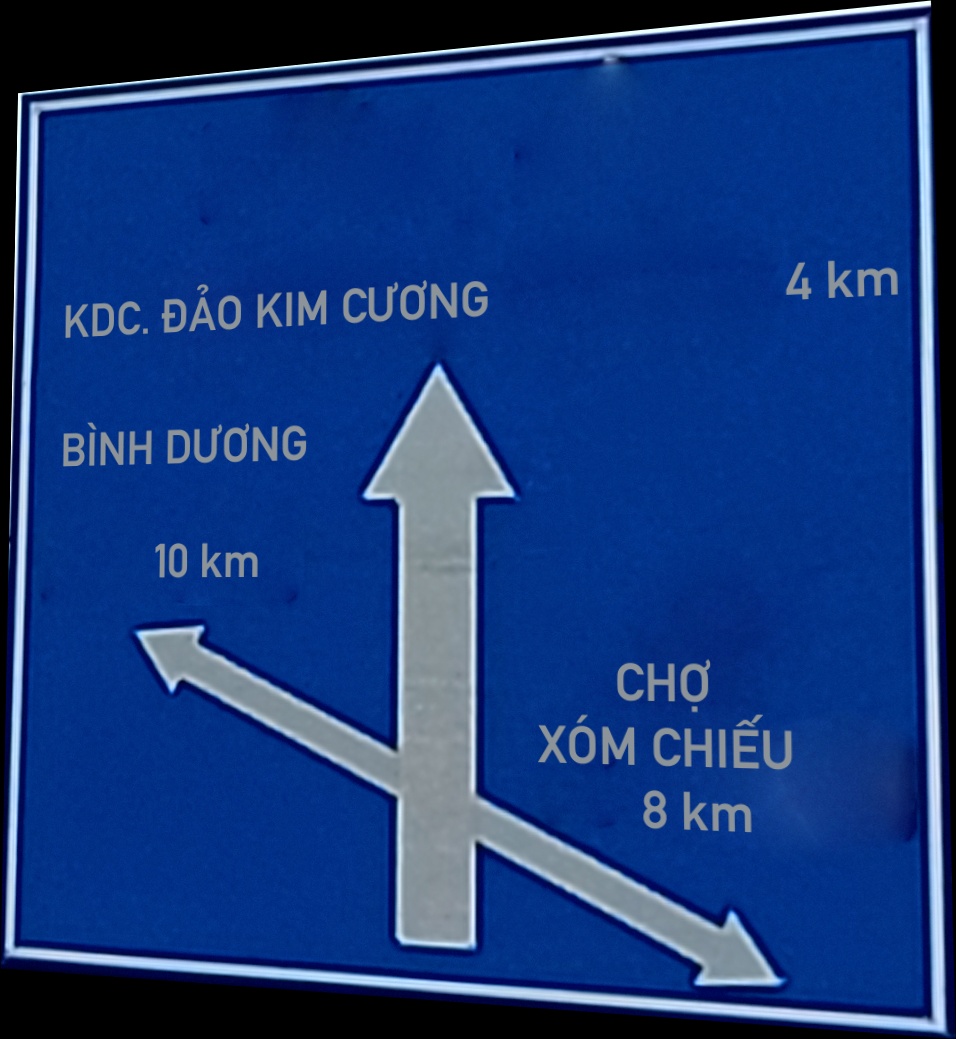 KDC. ĐẢO KIM CƯƠNG 4 km
BÌNH DƯƠNG
10 km
CHỢ
XÓM CHIẾU
8 km